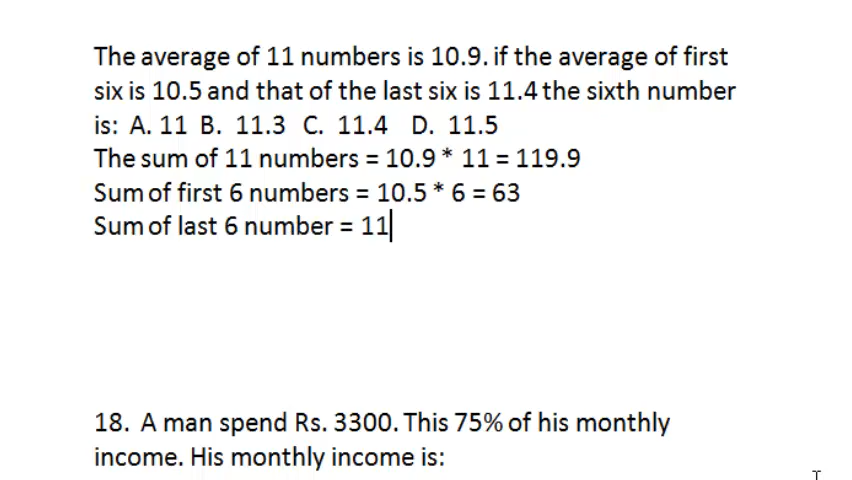 The average of 11 numbers is 10.9. if the average of first
six is 10.5 and that of the last six is 11.4 the sixth number
is: A. 11 B. 11.3 C. 11.4 D. 11.5
The sum of 11 numbers = 10.9 * 11 = 119.9
Sum of first 6 numbers = 10.5 * 6 = 63
Sum of last 6 number = 11
18. A man spend Rs. 3300. This 75% of his monthly
income. His monthly income is: